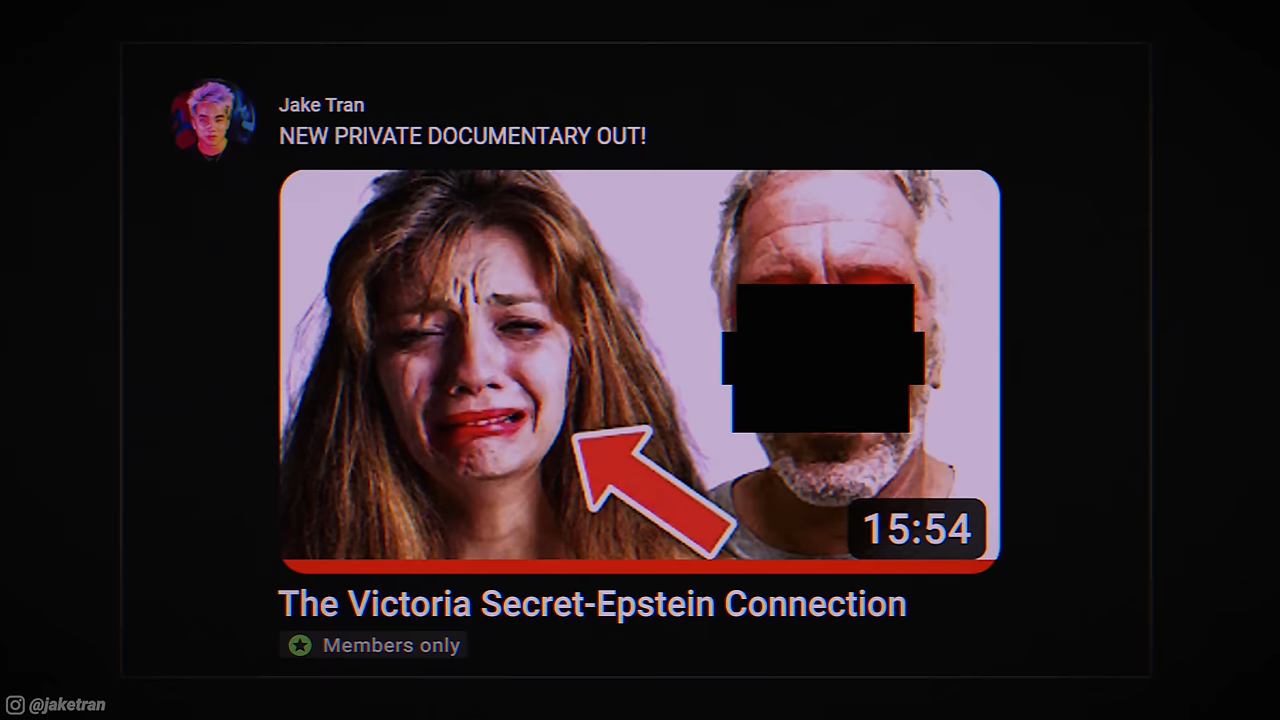 Jake Tran
NEW PRIVATE DOCUMENTARY OUT!
15:54
The Victoria Secret-Epstein Connection
Members only
@jaketran